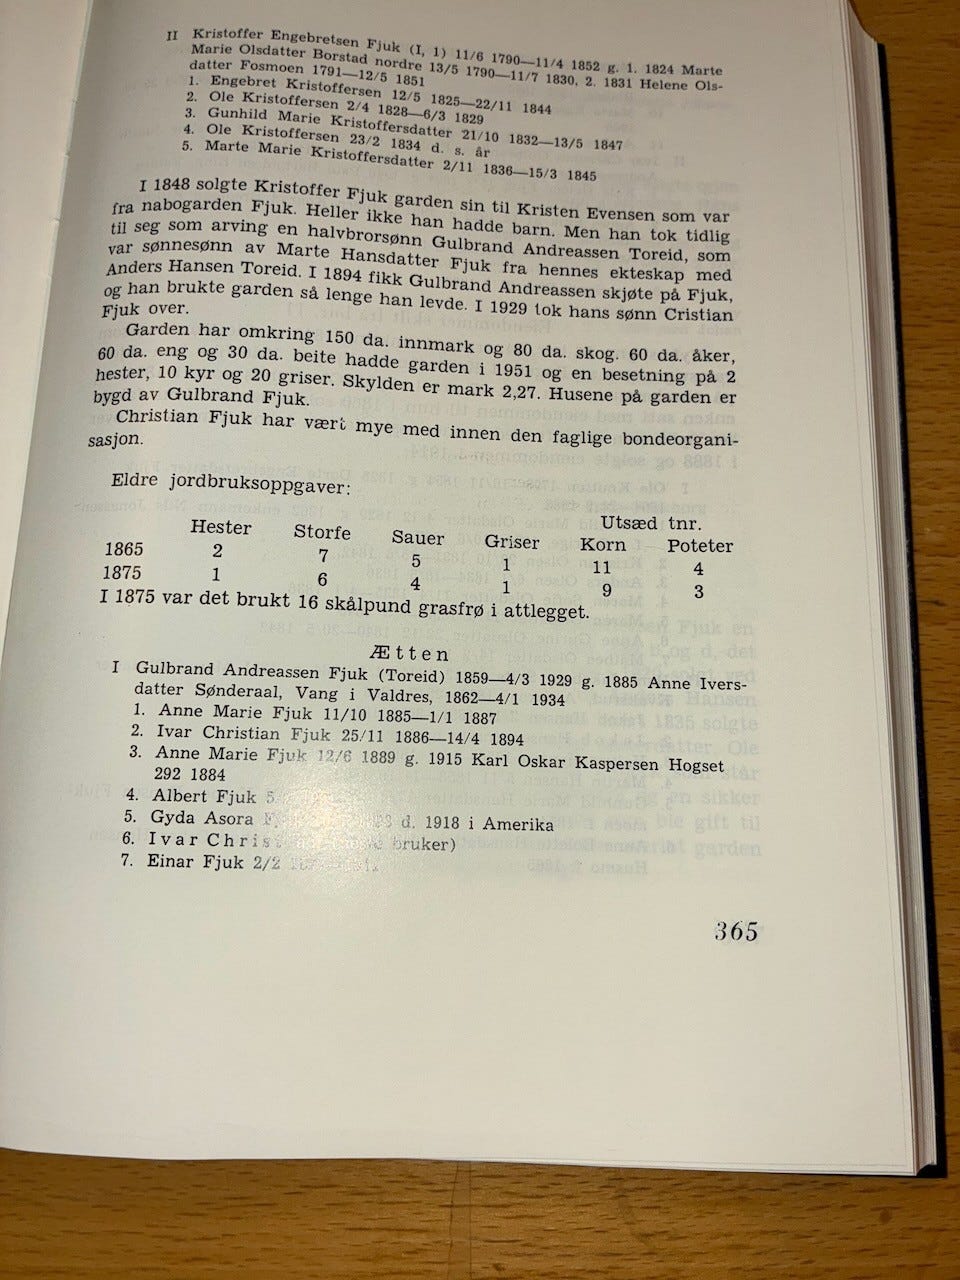 II Kristoffer Engebretsen Fjuk (I, 1) 11/6 1790—11/4 1852 g. 1. 1824 Marte
Marie Olsdatter Borstad nordre 13/5 1790—11/7 1830, 2. 1831 Helene Ols-
datter Fosmoen 1791—12/5 1851
1. Engebret Kristoffersen 12/5 1825—22/11 1844
2. Ole Kristoffersen 2/4 1828—6/3 1829
3. Gunhild Marie Kristoffersdatter 21/10 1832—13/5 1847
4. Ole Kristoffersen 23/2 1834 d. s. år
5. Marte Marie Kristoffersdatter 2/11 1836—15/3 1845
I 1848 solgte Kristoffer Fjuk garden sin til Kristen Evensen som var
fra nabogarden Fjuk. Heller ikke han hadde barn. Men han tok tidlig
til seg som arving en halvbrorsønn Gulbrand Andreassen Toreid, som
var sønnesønn av Marte Hansdatter Fjuk fra hennes ekteskap med
Anders Hansen Toreid. I 1894 fikk Gulbrand Andreassen skjøte på Fjuk,
og han brukte garden så lenge han levde. I 1929 tok hans sønn Cristian
Fjuk over.
Garden har omkring 150 da. innmark og 80 da. skog. 60 da. åker,
60 da. eng og 30 da. beite hadde garden i 1951 og en besetning på 2
hester, 10 kyr og 20 griser. Skylden er mark 2,27. Husene på garden er
bygd av Gulbrand Fjuk.
Christian Fjuk har vært mye med innen den faglige bondeorgani-
sasjon.
Eldre jordbruksoppgaver:
Utsæd tnr.
Hester Storfe Sauer Griser Korn Poteter
1865 2 7 5 1 11 4
1875 1 6 4 1 9 3
I 1875 var det brukt 16 skålpund grasfrø i attlegget.
Ætten
I Gulbrand Andreassen Fjuk (Toreid) 1859—4/3 1929 g. 1885 Anne Ivers-
datter Sønderaal, Vang i Valdres, 1862—4/1 1934
1. Anne Marie Fjuk 11/10 1885—1/1 1887
2. Ivar Christian Fjuk 25/11 1886—14/4 1894
3. Anne Marie Fjuk 12/6 1889 g. 1915 Karl Oskar Kaspersen Hogset
292 1884
4. Albert Fjuk
5. Gyda Asora d. 1918 i Amerika
6. Ivar bruker)
7. Einar Fjuk 2/2
365